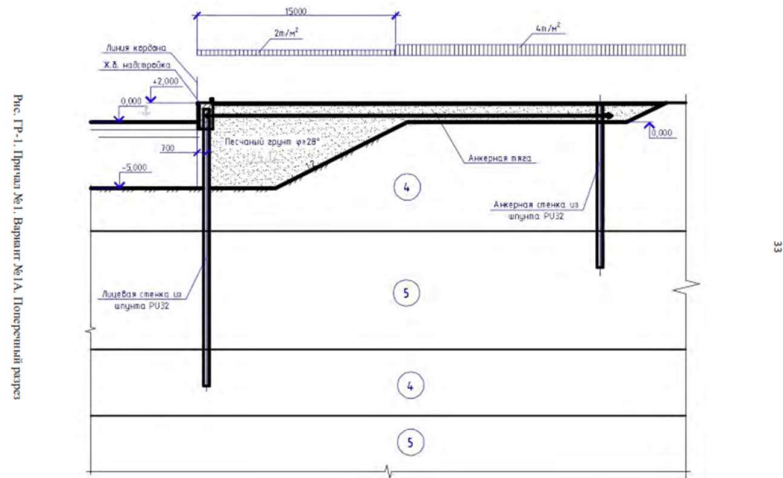 15000
2т/м²
4т/м²
Линия кордона
Ж.б. надстройка
+2,000
0,000
Песчаный грунт φ=28°
700
Анкерная тяга
0,000
-5,000
4
Анкерная стенка из
шпунта PU32
Лицевая стенка из
шпунта PU32
5
4
5
33
Рис. ГР-1. Причал №1. Вариант №1А. Поперечный разрез